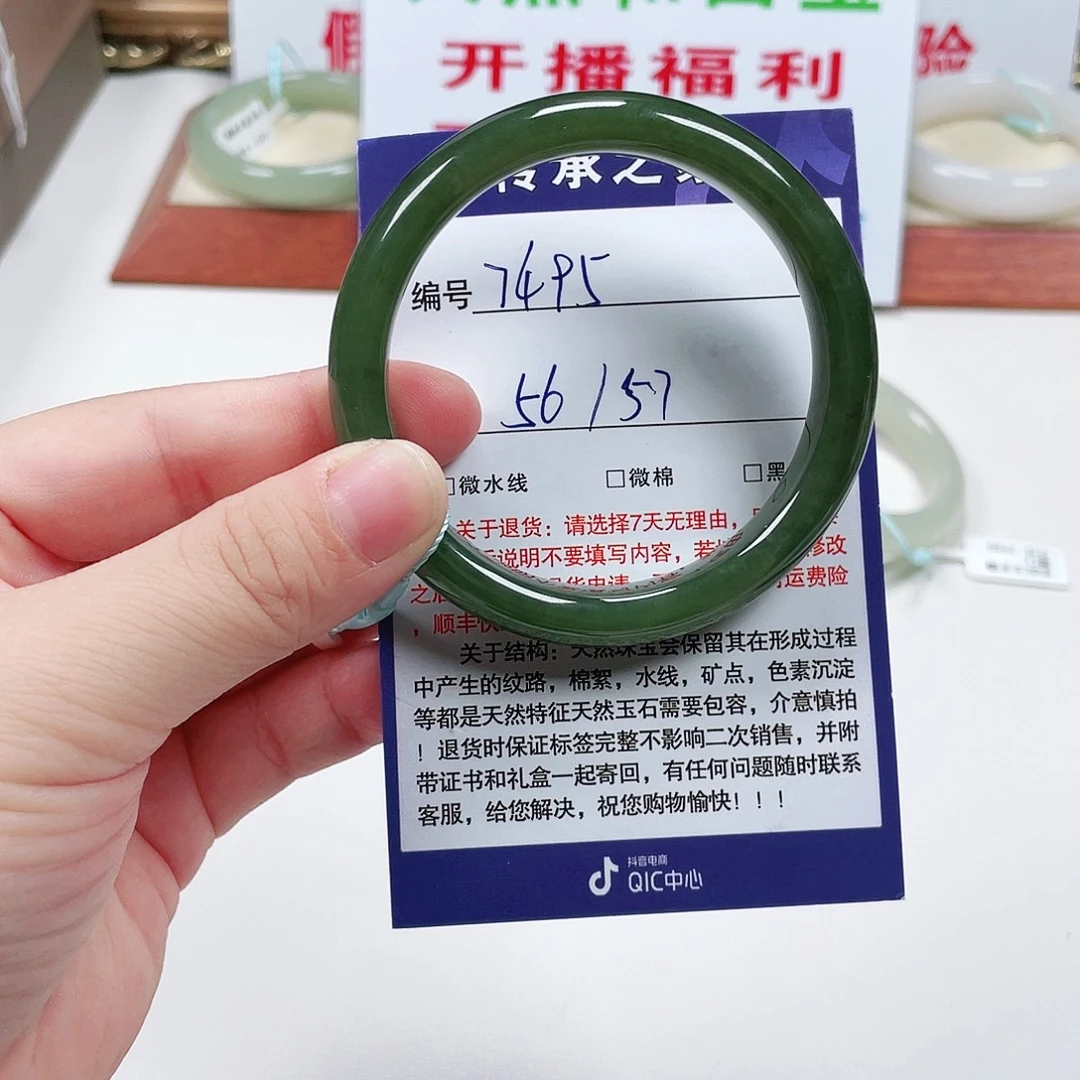 开播福利
险
传承之
编号 7495
56/57
□微水线 □微棉 □黑
关于退货：请选择7天无理由，
说明不要填写内容，若 修改
之后 运费险
，顺丰
关于结构：天然珠宝会保留其在形成过程
中产生的纹路，棉絮，水线，矿点，色素沉淀
等都是天然特征天然玉石需要包容，介意慎拍
！退货时保证标签完整不影响二次销售，并附
带证书和礼盒一起寄回，有任何问题随时联系
客服，给您解决，祝您购物愉快！！！
抖音电商
QIC中心